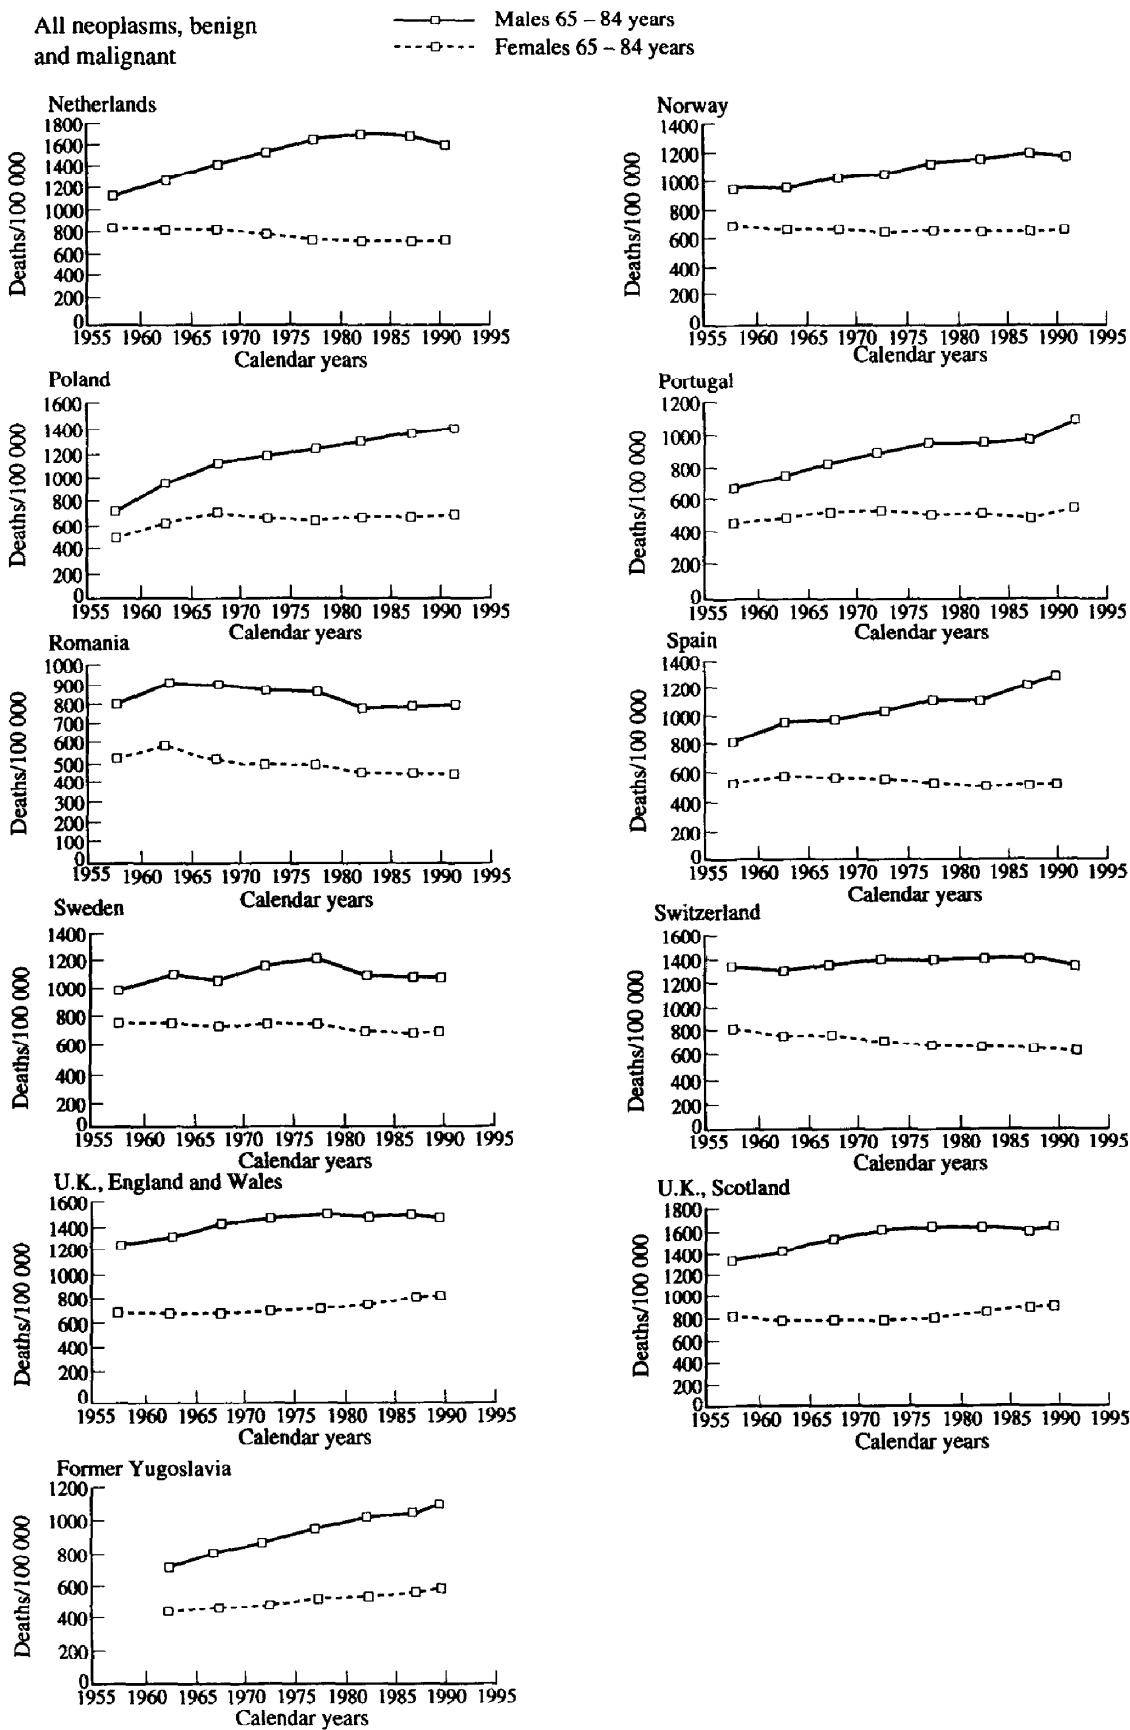 All neoplasms, benign
and malignant
Males 65 – 84 years
Females 65 – 84 years
Netherlands
1800
1600
1400
1200
1000
800
600
400
200
0
Deaths/100 000
1955 1960 1965 1970 1975 1980 1985 1990 1995
Calendar years
Norway
1400
1200
1000
800
600
400
200
0
Deaths/100 000
1955 1960 1965 1970 1975 1980 1985 1990 1995
Calendar years
Poland
1600
1400
1200
1000
800
600
400
200
0
Deaths/100 000
1955 1960 1965 1970 1975 1980 1985 1990 1995
Calendar years
Portugal
1200
1000
800
600
400
200
0
Deaths/100 000
1955 1960 1965 1970 1975 1980 1985 1990 1995
Calendar years
Romania
1000
900
800
700
600
500
400
300
200
100
0
Deaths/100 000
1955 1960 1965 1970 1975 1980 1985 1990 1995
Calendar years
Spain
1400
1200
1000
800
600
400
200
0
Deaths/100 000
1955 1960 1965 1970 1975 1980 1985 1990 1995
Calendar years
Sweden
1400
1200
1000
800
600
400
200
0
Deaths/100 000
1955 1960 1965 1970 1975 1980 1985 1990 1995
Calendar years
Switzerland
1600
1400
1200
1000
800
600
400
200
0
Deaths/100 000
1955 1960 1965 1970 1975 1980 1985 1990 1995
Calendar years
U.K., England and Wales
1600
1400
1200
1000
800
600
400
200
0
Deaths/100 000
1955 1960 1965 1970 1975 1980 1985 1990 1995
Calendar years
U.K., Scotland
1800
1600
1400
1200
1000
800
600
400
200
0
Deaths/100 000
1955 1960 1965 1970 1975 1980 1985 1990 1995
Calendar years
Former Yugoslavia
1200
1000
800
600
400
200
0
Deaths/100 000
1955 1960 1965 1970 1975 1980 1985 1990 1995
Calendar years